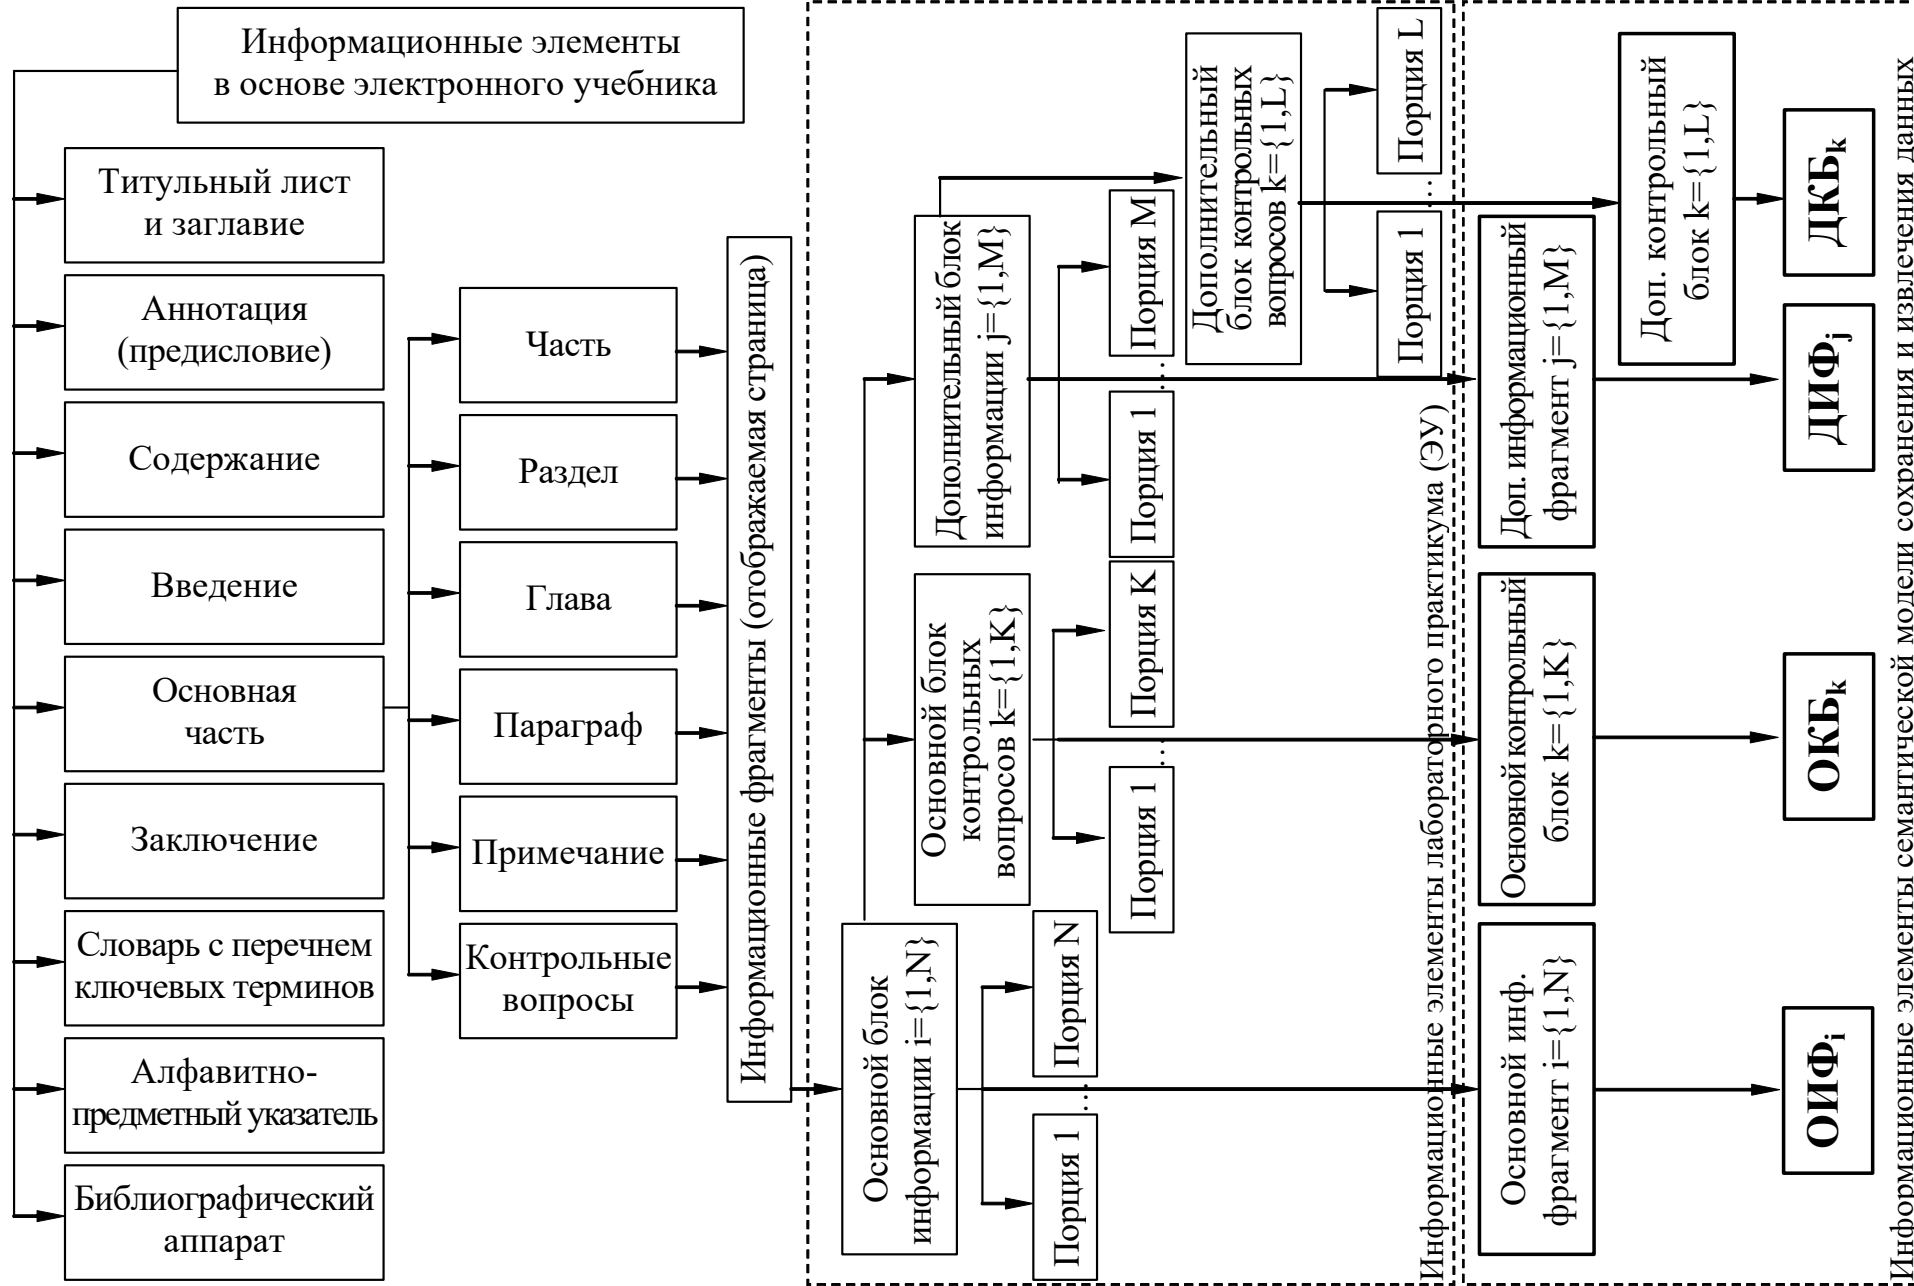 Информационные элементы
в основе электронного учебника
Титульный лист
и заглавие
Аннотация
(предисловие)
Содержание
Введение
Основная
часть
Заключение
Словарь с перечнем
ключевых терминов
Алфавитно-
предметный указатель
Библиографический
аппарат
Часть
Раздел
Глава
Параграф
Примечание
Контрольные
вопросы
Информационные фрагменты (отображаемая страница)
Основной блок
информации i={1,N}
Порция 1
...
Порция N
Основной блок
контрольных
вопросов k={1,K}
Порция 1
...
Порция K
Дополнительный блок
информации j={1,M}
Порция 1
...
Порция M
Дополнительный
блок контрольных
вопросов k={1,L}
Порция 1
...
Порция L
Информационные элементы лабораторного практикума (ЭУ)
Основной инф.
фрагмент i={1,N}
Основной контрольный
блок k={1,K}
Доп. информационный
фрагмент j={1,M}
Доп. контрольный
блок k={1,L}
ОИФi
ОКБk
ДИФj
ДКБk
Информационные элементы семантической модели сохранения и извлечения данных